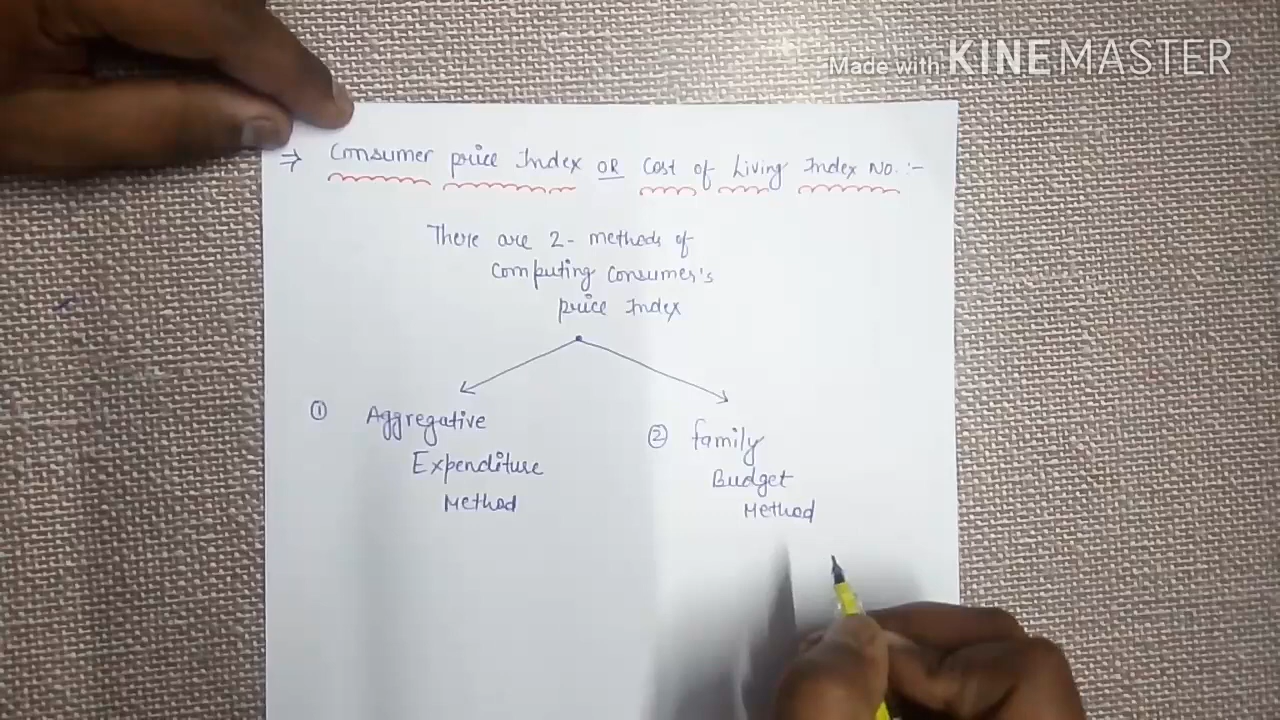 Made with KINEMASTER
⇒ Consumer price Index OR Cost of Living Index No. :-
There are 2- methods of
Computing Consumer's
price Index
① Aggregative
Expenditure
Method
② family
Budget
Method